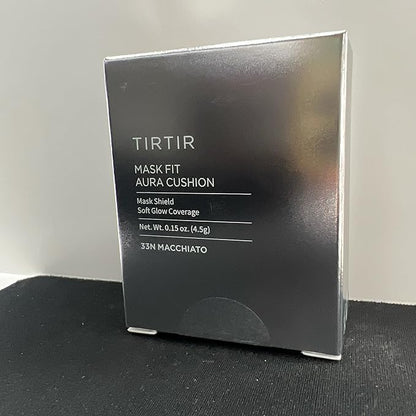 TIRTIR
MASK FIT
AURA CUSHION
Mask Shield
Soft Glow Coverage
Net. Wt. 0.15 oz. (4.5g)
33N MACCHIATO